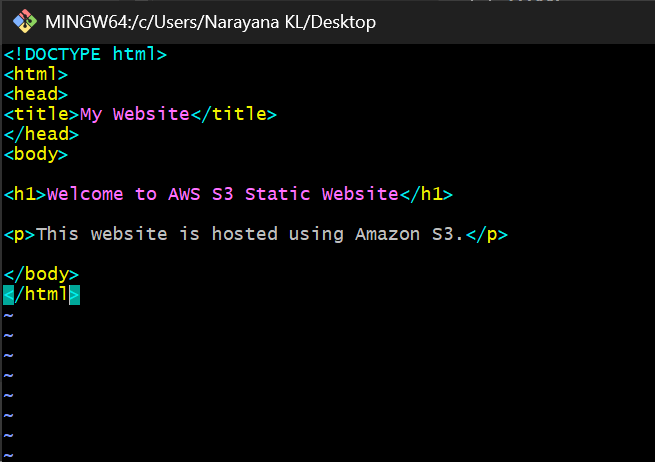 MINGW64:/c/Users/Narayana KL/Desktop
<!DOCTYPE html>
<html>
<head>
<title>My Website</title>
</head>
<body>
<h1>Welcome to AWS S3 Static Website</h1>
<p>This website is hosted using Amazon S3.</p>
</body>
</html>
~
~
~
~
~
~
~
~